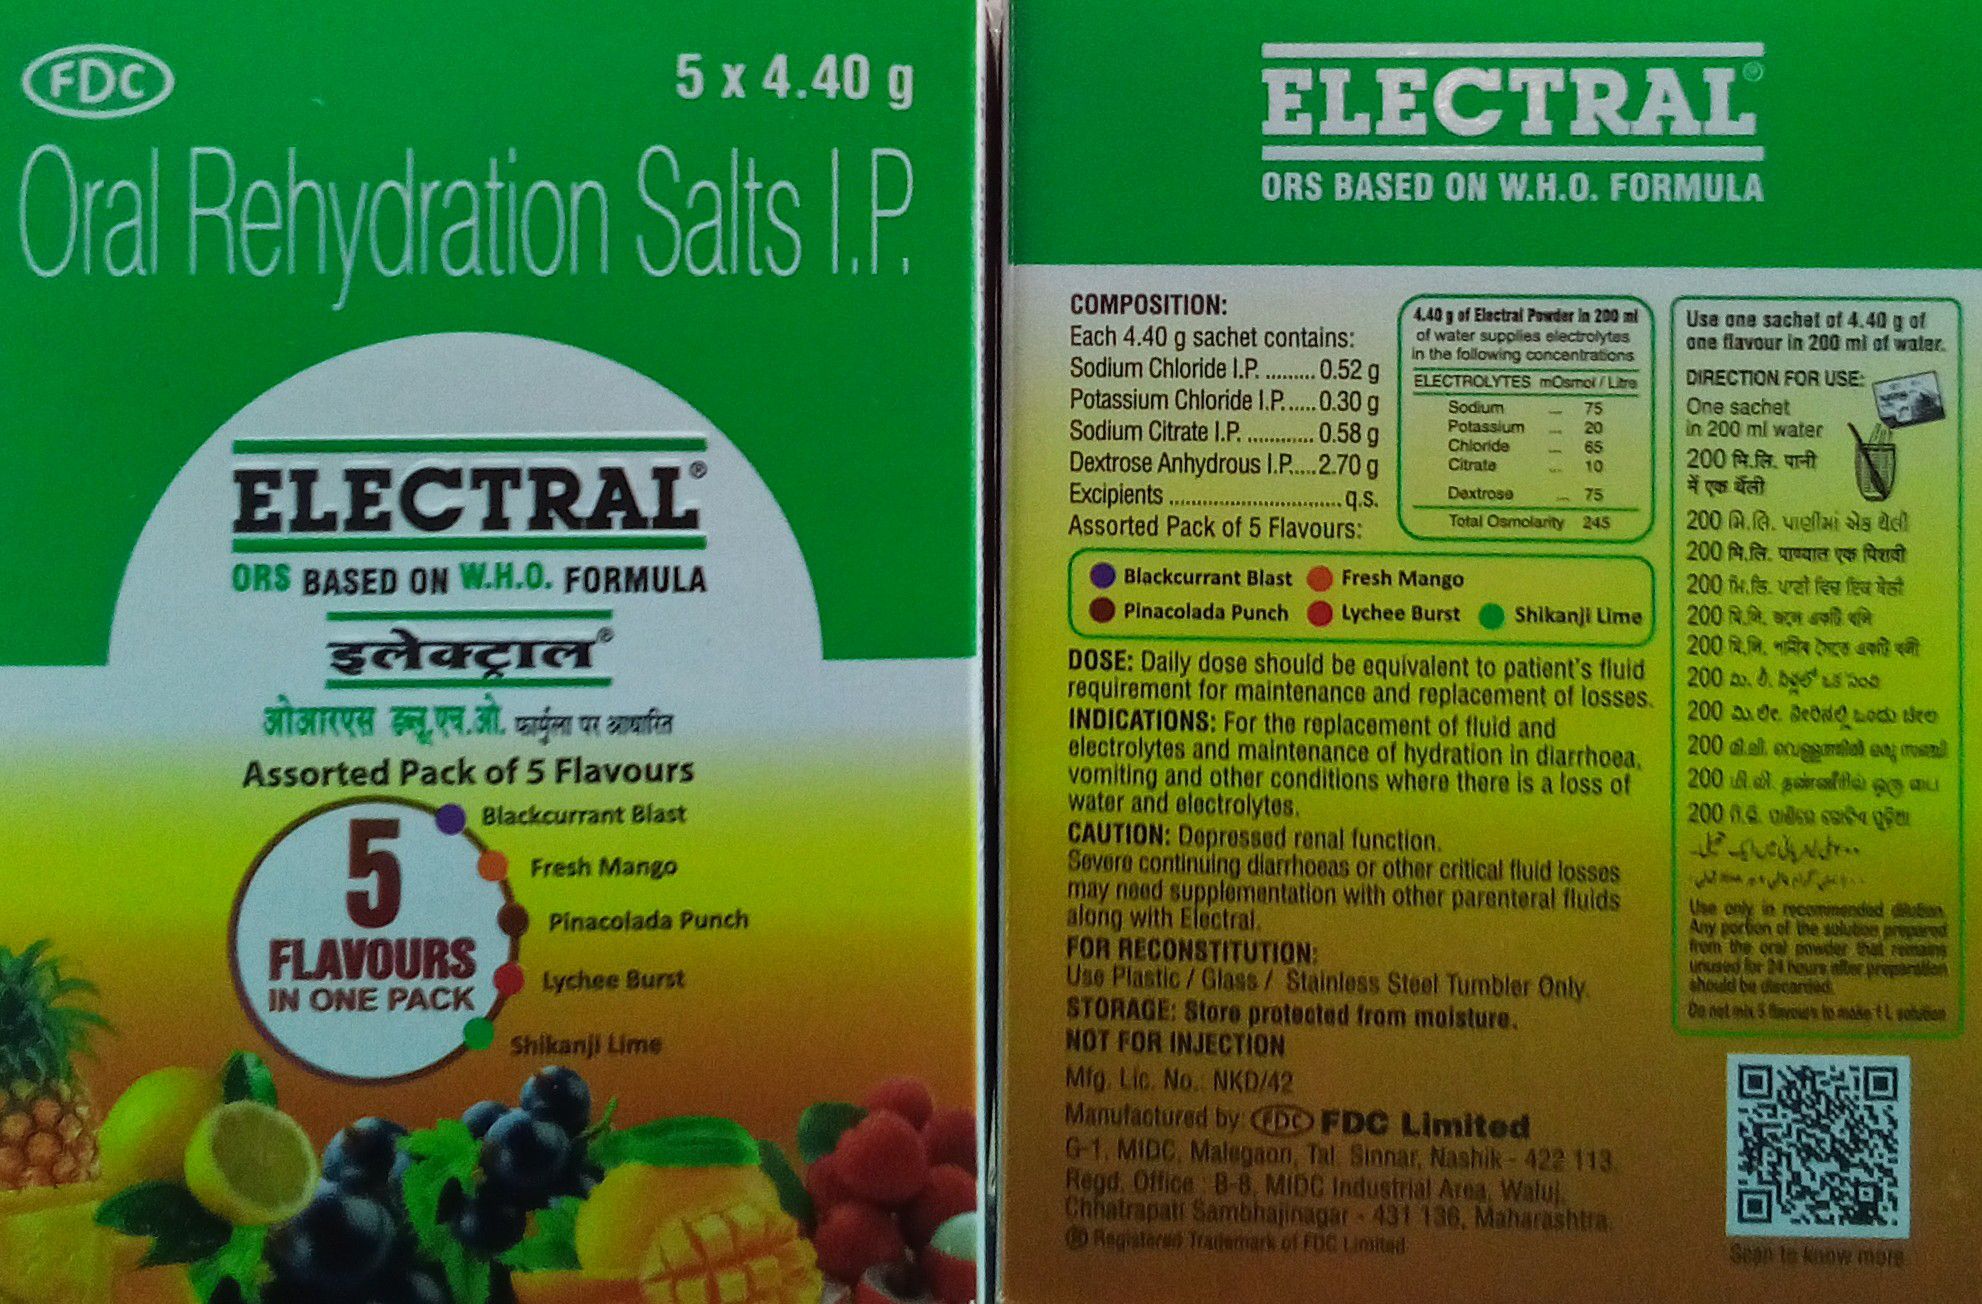 FDC
5 x 4.40 g
Oral Rehydration Salts I.P.
ELECTRAL®
ORS BASED ON W.H.O. FORMULA
इलेक्ट्राल®
ओआरएस डब्लू.एच.ओ. फार्मुला पर आधारित
Assorted Pack of 5 Flavours
5
FLAVOURS
IN ONE PACK
Blackcurrant Blast
Fresh Mango
Pinacolada Punch
Lychee Burst
Shikanji Lime
ELECTRAL®
ORS BASED ON W.H.O. FORMULA
COMPOSITION:
Each 4.40 g sachet contains:
Sodium Chloride I.P. ......... 0.52 g
Potassium Chloride I.P. ..... 0.30 g
Sodium Citrate I.P. ............ 0.58 g
Dextrose Anhydrous I.P. .... 2.70 g
Excipients ............................ q.s.
Assorted Pack of 5 Flavours:
4.40 g of Electral Powder in 200 ml
of water supplies electrolytes
in the following concentrations
ELECTROLYTES mOsmol / Litre
Sodium ... 75
Potassium ... 20
Chloride ... 65
Citrate ... 10
Dextrose ... 75
Total Osmolarity 245
Blackcurrant Blast Fresh Mango
Pinacolada Punch Lychee Burst Shikanji Lime
DOSE: Daily dose should be equivalent to patient's fluid
requirement for maintenance and replacement of losses.
INDICATIONS: For the replacement of fluid and
electrolytes and maintenance of hydration in diarrhoea,
vomiting and other conditions where there is a loss of
water and electrolytes.
CAUTION: Depressed renal function.
Severe continuing diarrhoeas or other critical fluid losses
may need supplementation with other parenteral fluids
along with Electral.
FOR RECONSTITUTION:
Use Plastic / Glass / Stainless Steel Tumbler Only.
STORAGE: Store protected from moisture.
NOT FOR INJECTION
Mfg. Lic. No.: NKD/42
Manufactured by: FDC FDC Limited
G-1, MIDC, Malegaon, Tal. Sinnar, Nashik - 422 113.
Regd. Office : B-8, MIDC Industrial Area, Waluj,
Chhatrapati Sambhajinagar - 431 136, Maharashtra.
® Registered Trademark of FDC Limited
Use one sachet of 4.40 g of
one flavour in 200 ml of water.
DIRECTION FOR USE:
One sachet
in 200 ml water
200 मि.लि. पानी
में एक थैली
200 મિ.લિ. પાણીમાં એક થેલી
200 मि.लि. पाण्यात एक पिशवी
200
200
200
200
200
200
200
200
Use only in recommended dilution.
Any portion of the solution prepared
from the oral powder that remains
unused for 24 hours after preparation
should be discarded.
Do not mix 5 flavours to make 1 L solution
Scan to know more